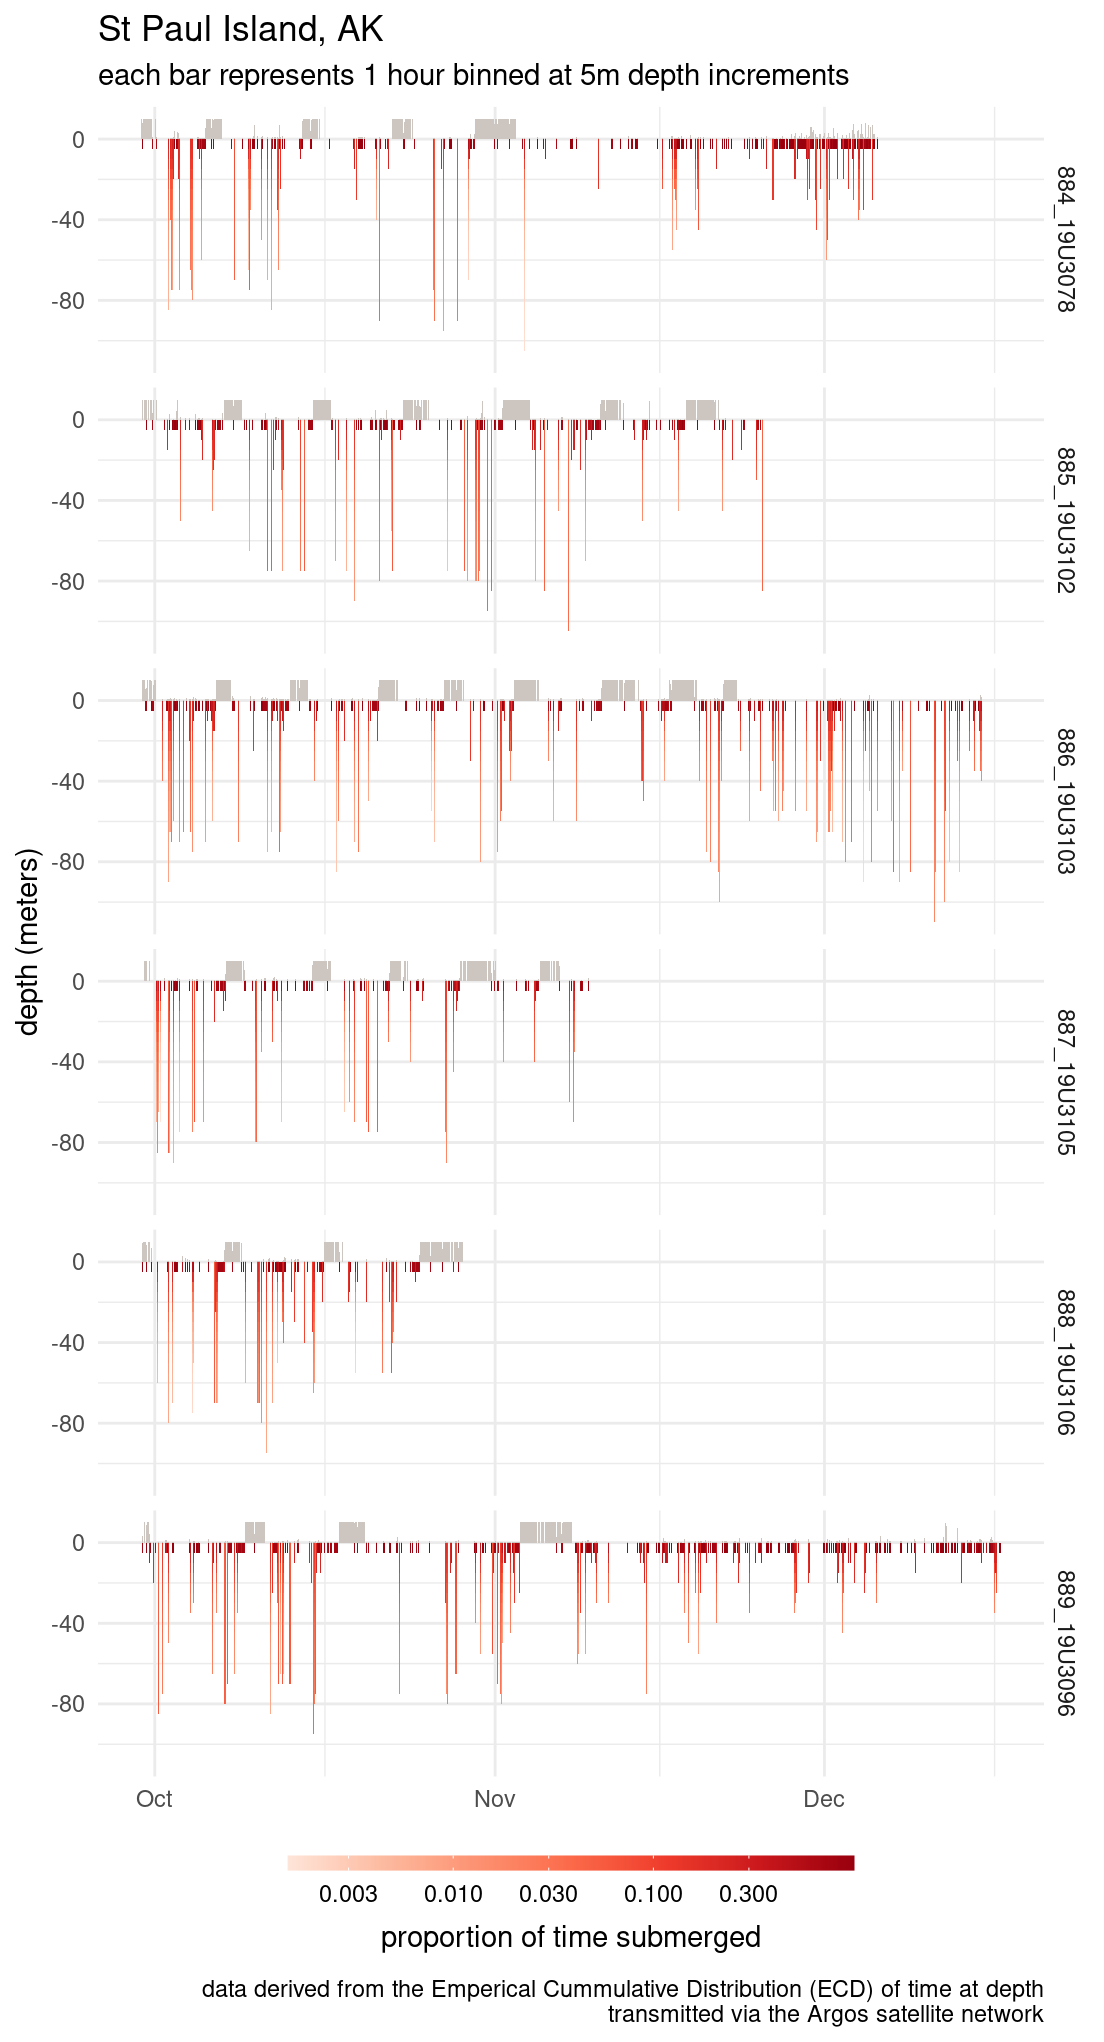 St Paul Island, AK
each bar represents 1 hour binned at 5m depth increments
0
-40
-80
884_19U3078
0
-40
-80
885_19U3102
0
-40
-80
886_19U3103
depth (meters)
0
-40
-80
887_19U3105
0
-40
-80
888_19U3106
0
-40
-80
889_19U3096
Oct Nov Dec
0.003 0.010 0.030 0.100 0.300
proportion of time submerged
data derived from the Emperical Cummulative Distribution (ECD) of time at depth
transmitted via the Argos satellite network